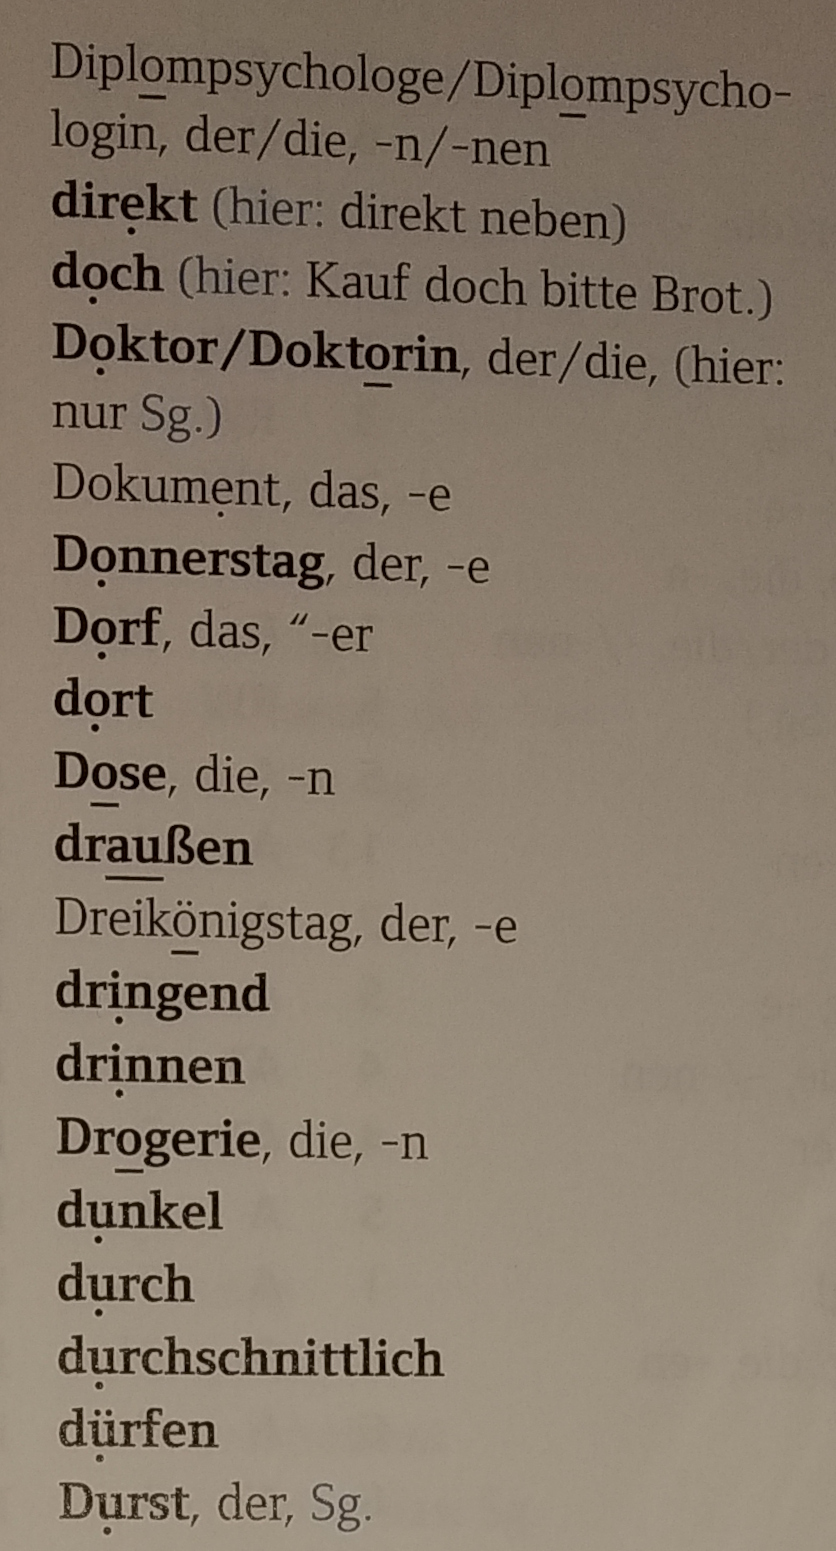 Diplompsychologe/Diplompsycho-
login, der/die, -n/-nen
direkt (hier: direkt neben)
doch (hier: Kauf doch bitte Brot.)
Doktor/Doktorin, der/die, (hier:
nur Sg.)
Dokument, das, -e
Donnerstag, der, -e
Dorf, das, “-er
dort
Dose, die, -n
draußen
Dreikönigstag, der, -e
dringend
drinnen
Drogerie, die, -n
dunkel
durch
durchschnittlich
dürfen
Durst, der, Sg.